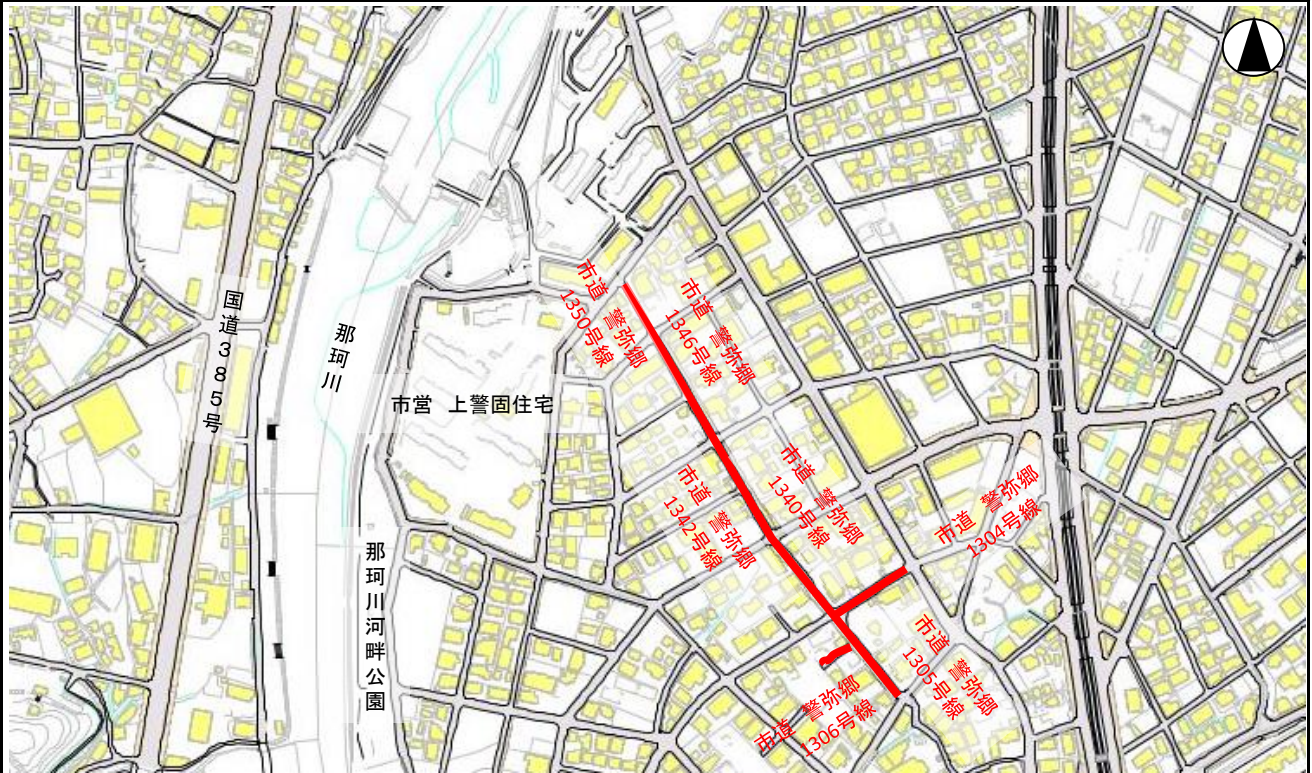 市道 警弥郷
1350号線
市道 警弥郷
1346号線
国道385号
那珂川
市営 上警固住宅
市道 警弥郷
1342号線
市道 警弥郷
1340号線
市道 警弥郷
1304号線
那珂川河畔公園
市道 警弥郷
1305号線
市道 警弥郷
1306号線